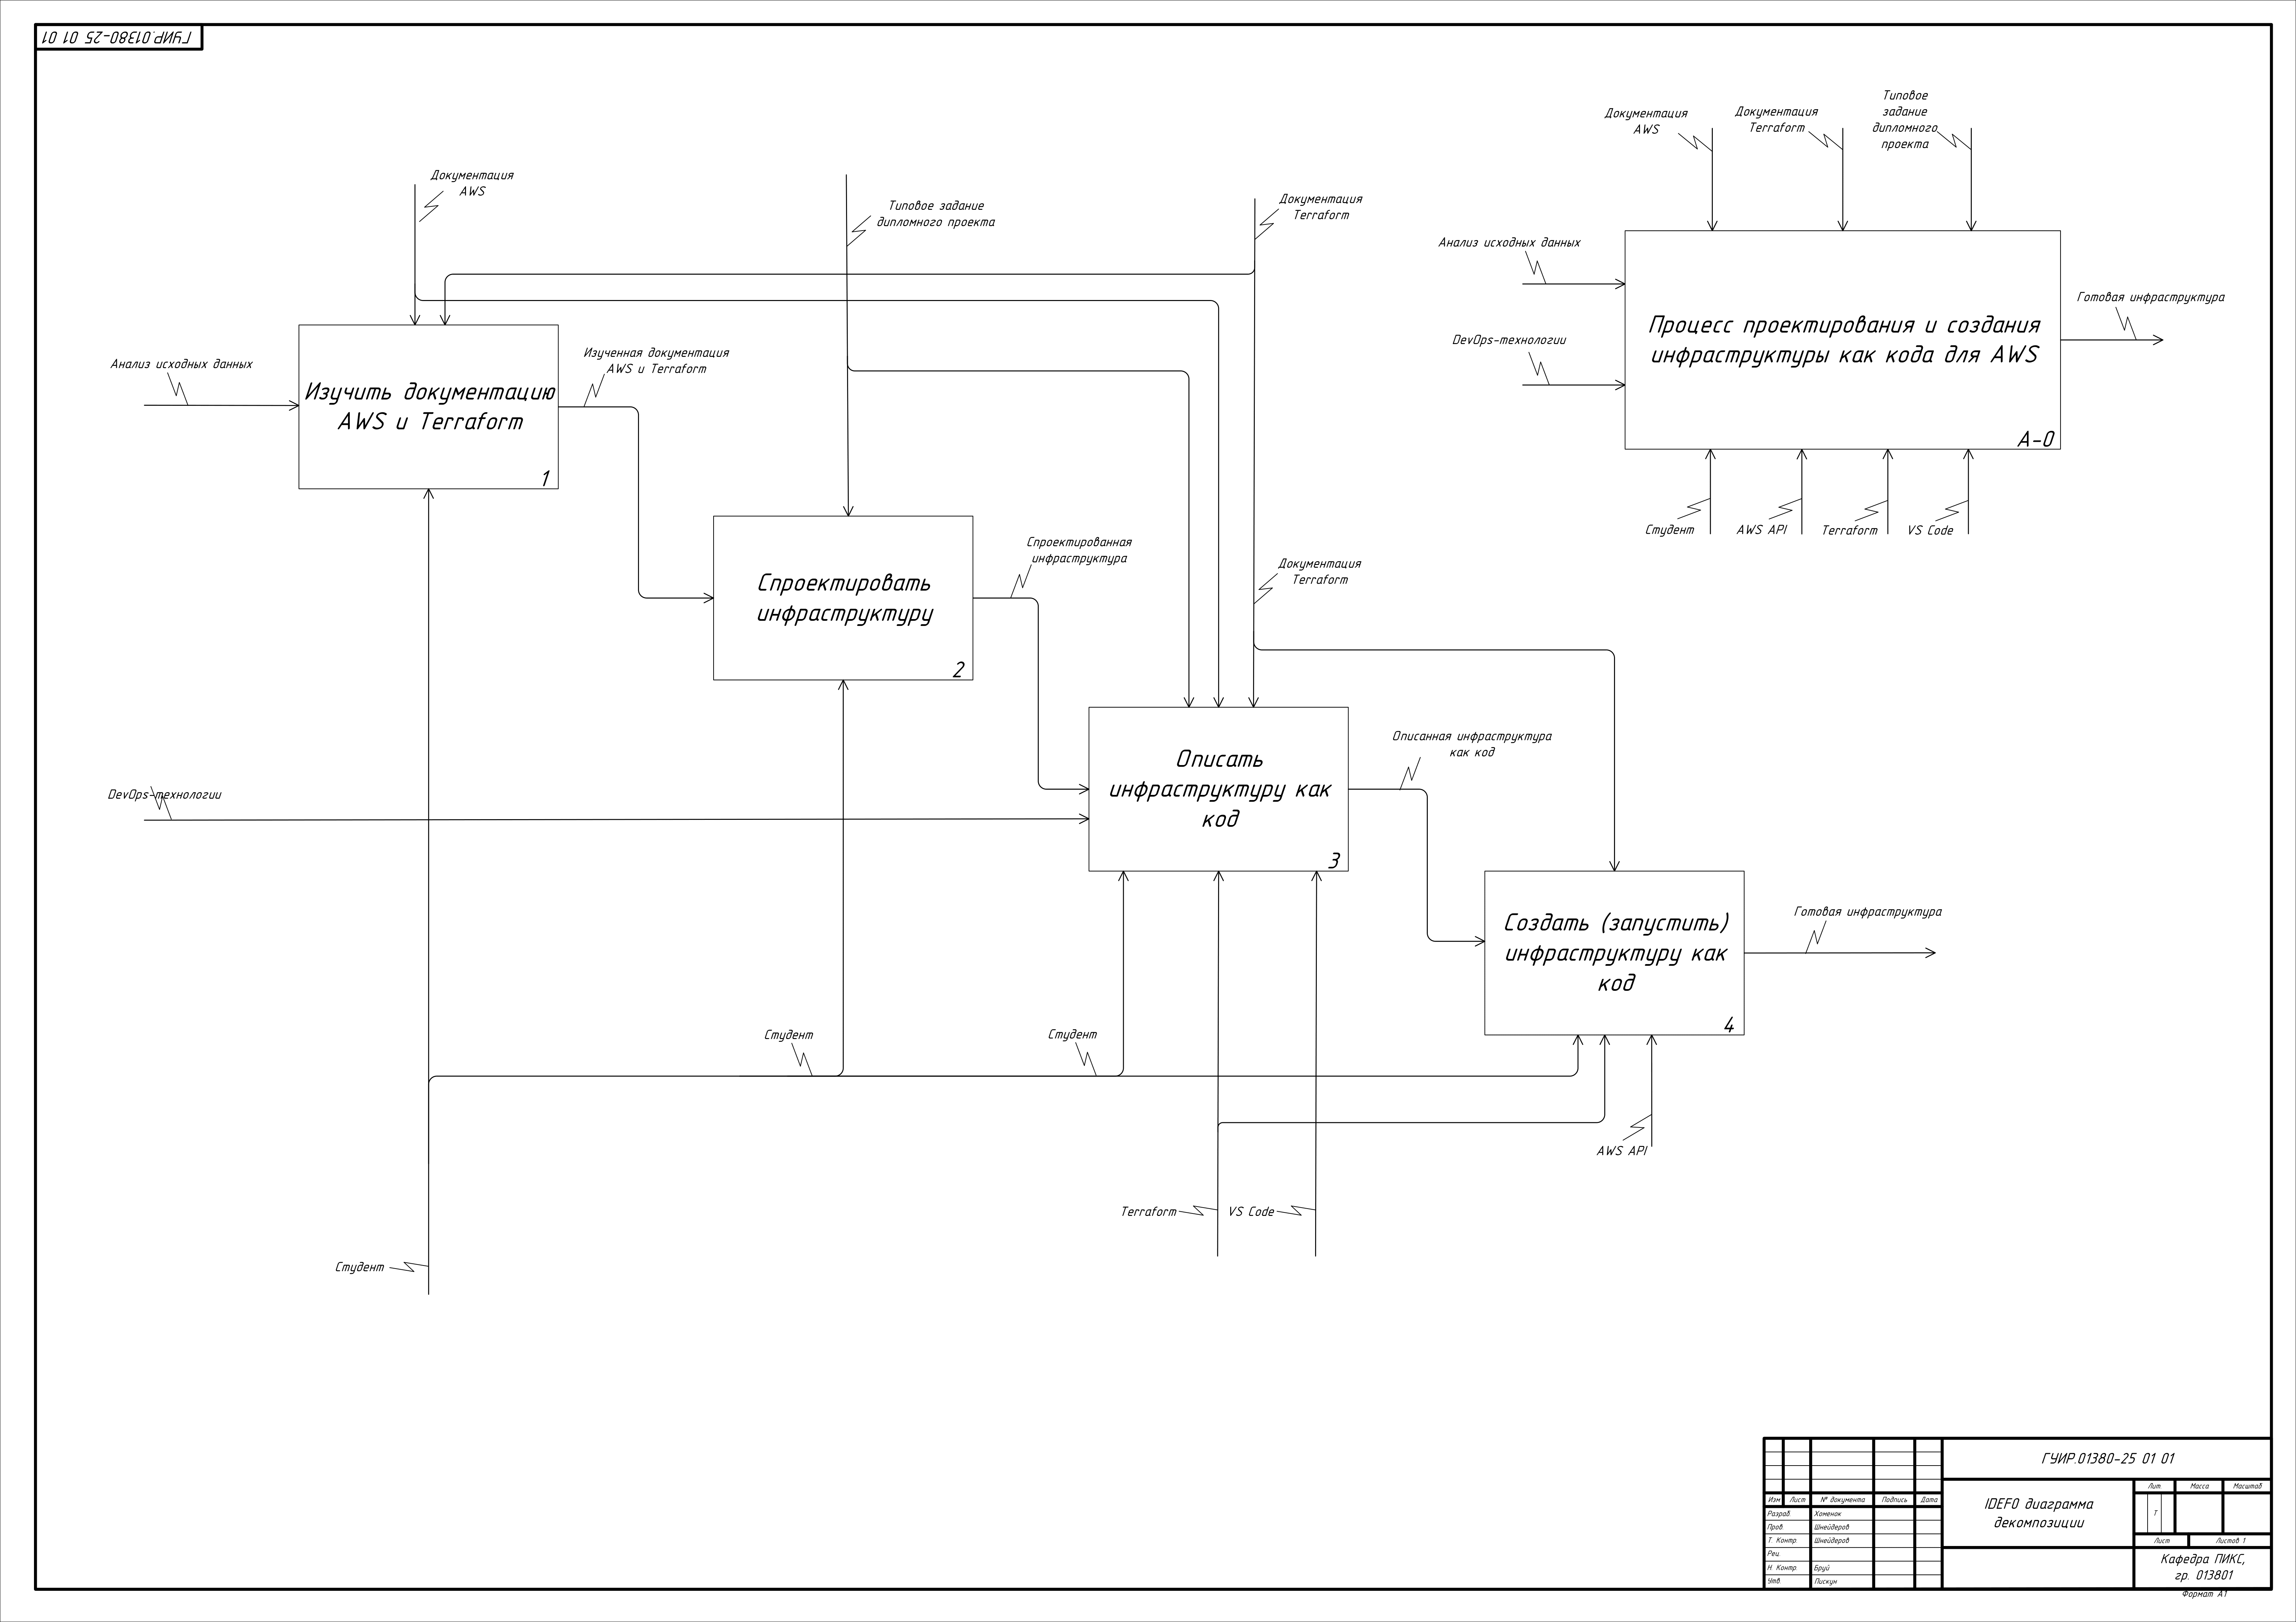 ГУИР.01380-25 01 01
Документация
AWS
Типовое задание
дипломного проекта
Документация
Terraform
Анализ исходных данных
Изучить документацию
AWS и Terraform
1
Изученная документация
AWS и Terraform
Спроектировать
инфраструктуру
2
Спроектированная
инфраструктура
Документация
Terraform
DevOps-технологии
Описать
инфраструктуру как
код
3
Описанная инфраструктура
как код
Создать (запустить)
инфраструктуру как
код
4
Готовая инфраструктура
Студент
Студент
AWS API
Terraform
VS Code
Студент
Документация
AWS
Документация
Terraform
Типовое
задание
дипломного
проекта
Анализ исходных данных
DevOps-технологии
Процесс проектирования и создания
инфраструктуры как кода для AWS
А-0
Готовая инфраструктура
Студент
AWS API
Terraform
VS Code
ГУИР.01380-25 01 01
Изм Лист № документа Подпись Дата
Разраб Хоменок
Пров. Шнейдеров
Т. Контр. Шнейдеров
Рец.
Н. Контр. Бруй
Утв. Пискун
IDEF0 диаграмма
декомпозиции
Лит. Масса Масштаб
Т
Лист Листов 1
Кафедра ПИКС,
гр. 013801
Формат А1